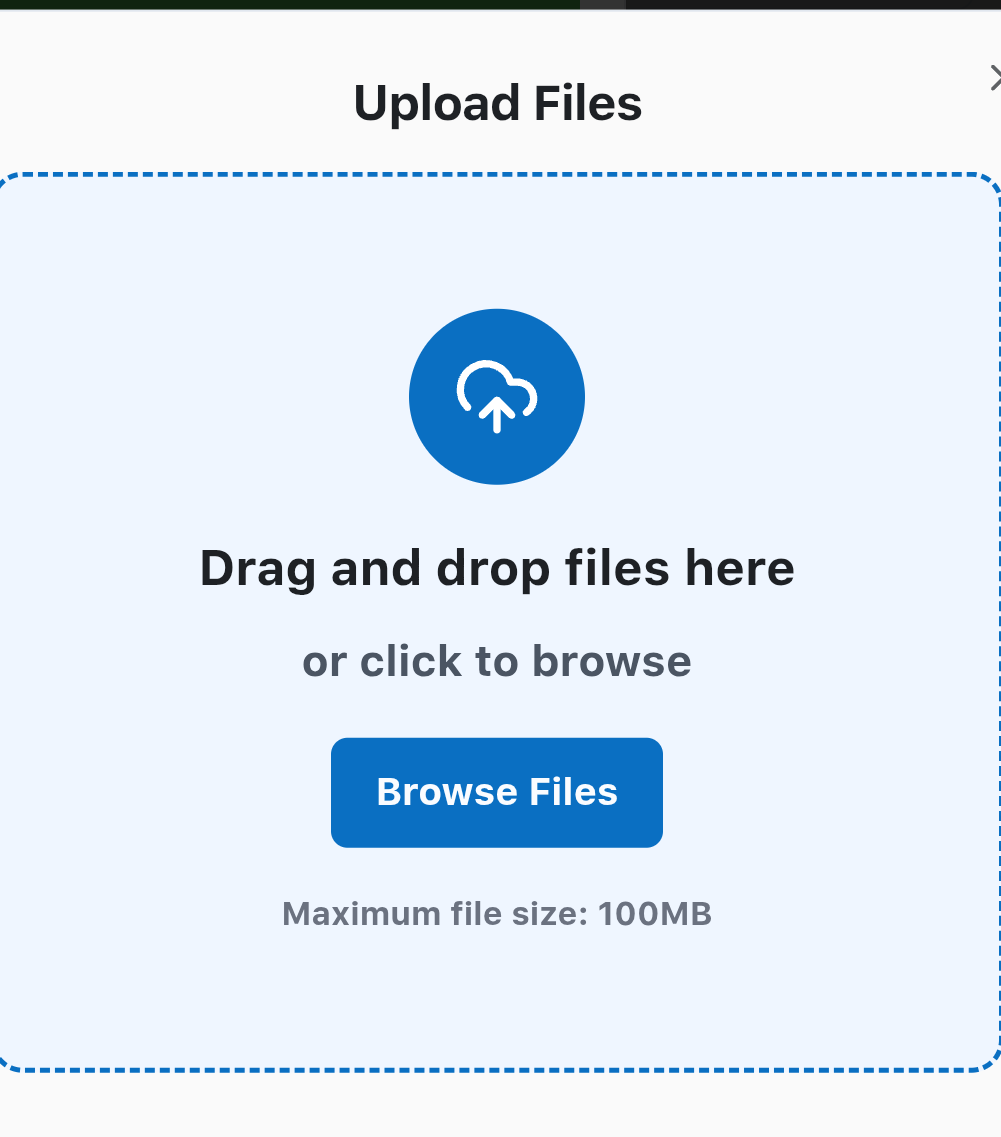 Upload Files
Drag and drop files here
or click to browse
Browse Files
Maximum file size: 100MB